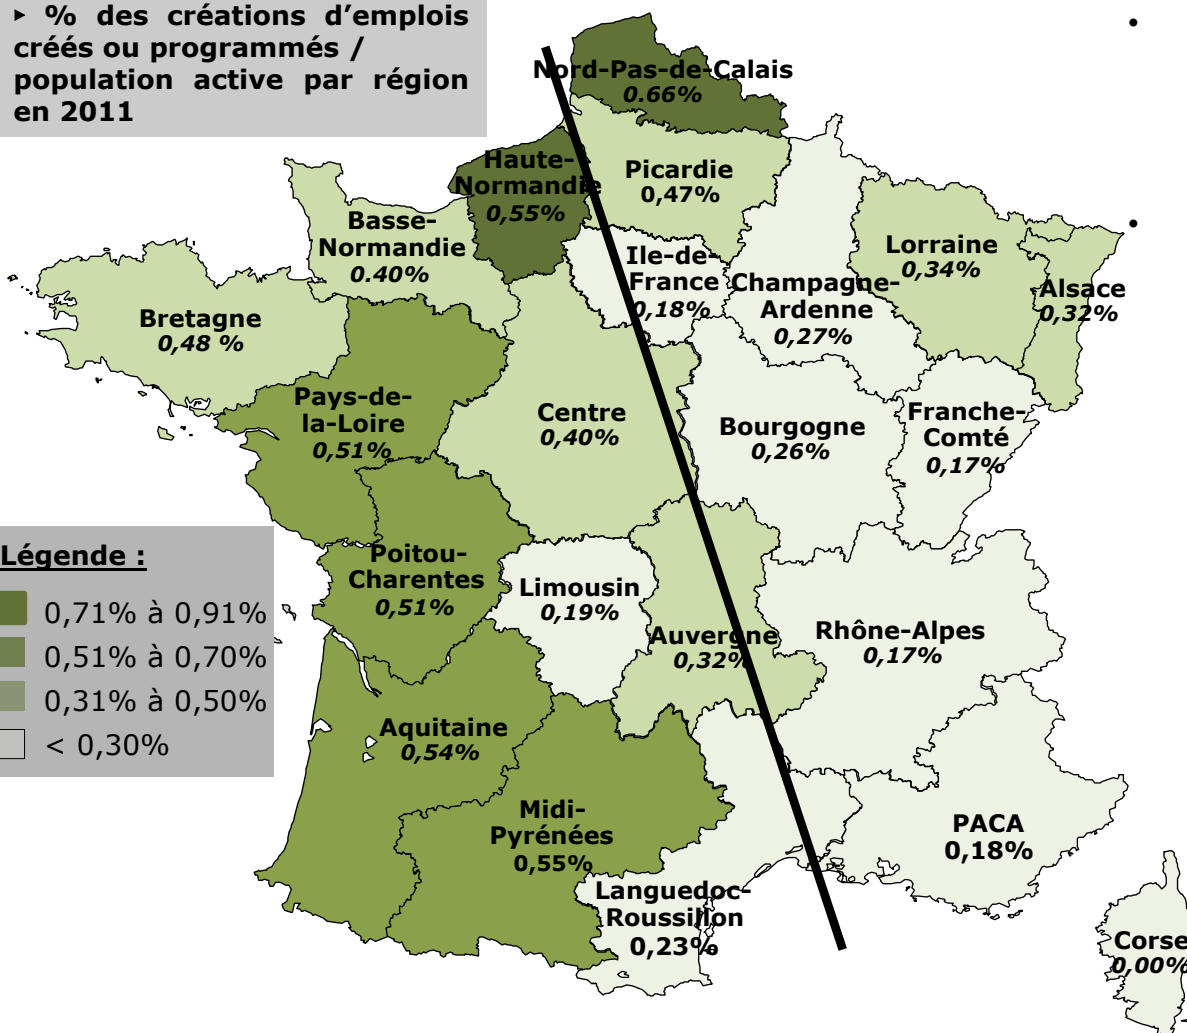 ▸ % des créations d’emplois
créés ou programmés /
population active par région
en 2011
•
•
Nord-Pas-de-Calais
0.66%
Haute-
Normandie
0,55%
Picardie
0,47%
Basse-
Normandie
0.40%
Ile-de-
France
0,18%
Champagne-
Ardenne
0,27%
Lorraine
0,34%
Alsace
0,32%
Bretagne
0,48 %
Pays-de-
la-Loire
0,51%
Centre
0,40%
Bourgogne
0,26%
Franche-
Comté
0,17%
Légende :
0,71% à 0,91%
0,51% à 0,70%
0,31% à 0,50%
< 0,30%
Poitou-
Charentes
0,51%
Limousin
0,19%
Auvergne
0,32%
Rhône-Alpes
0,17%
Aquitaine
0,54%
Midi-
Pyrénées
0,55%
PACA
0,18%
Languedoc-
Roussillon
0,23%
Corse
0,00%